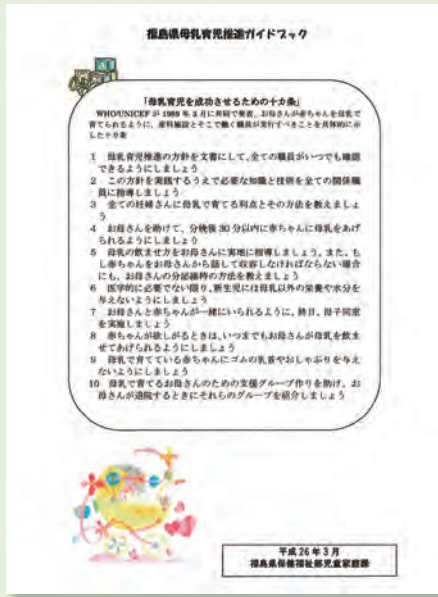 福島県母乳育児推進ガイドブック
「母乳育児を成功させるための十カ条」
WHO/UNICEFが1989年3月に共同で発表、お母さんが赤ちゃんを母乳で
育てられるように、産科施設とそこで働く職員が実行すべきことを具体的に示
した十カ条
1 母乳育児推進の方針を文書にして、全ての職員がいつでも確認
できるようにしましょう
2 この方針を実践するうえで必要な知識と技術を全ての関係職
員に指導しましょう
3 全ての妊婦さんに母乳で育てる利点とその方法を教えましょ
う
4 お母さんを助けて、分娩後30分以内に赤ちゃんに母乳をあげ
られるようにしましょう
5 母乳の飲ませ方をお母さんに実地に指導しましょう。また、も
し赤ちゃんをお母さんから話して収容しなければならない場合
にも、お母さんの分泌維持の方法を教えましょう
6 医学的に必要でない限り、新生児には母乳以外の栄養や水分を
与えないようにしましょう
7 お母さんと赤ちゃんが一緒にいられるように、終日、母子同室
を実施しましょう
8 赤ちゃんが欲しがるときは、いつまでもお母さんが母乳を飲ま
せてあげられるようにしましょう
9 母乳で育てている赤ちゃんにゴムの乳首やおしゃぶりを与え
ないようにしましょう
10 母乳で育てるお母さんのための支援グループ作りを助け、お
母さんが退院するときにそれらのグループを紹介しましょう
平成26年3月
福島県保健福祉部児童家庭課